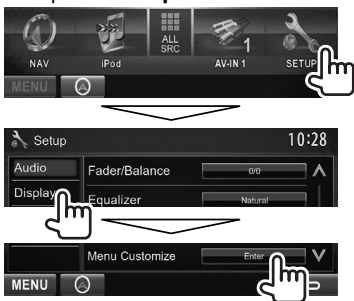 ALL
SRC
1
NAV
iPod
AV-IN 1
SETUP
MENU
Setup
10:28
Audio
Fader/Balance
0/0
Display
Equalizer
Natural
Menu Customize
Enter
MENU